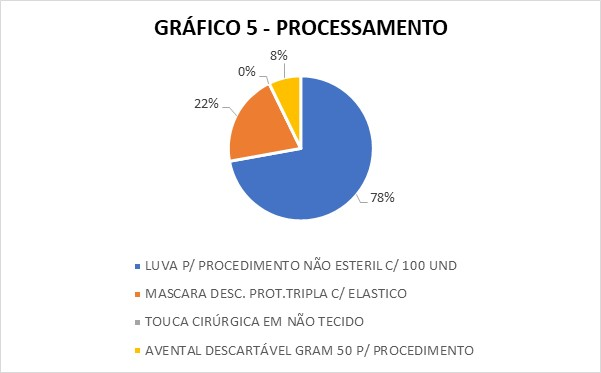 GRÁFICO 5 - PROCESSAMENTO
8%
0%
22%
78%
LUVA P/ PROCEDIMENTO NÃO ESTERIL C/ 100 UND
MASCARA DESC. PROT.TRIPLA C/ ELASTICO
TOUCA CIRÚRGICA EM NÃO TECIDO
AVENTAL DESCARTÁVEL GRAM 50 P/ PROCEDIMENTO